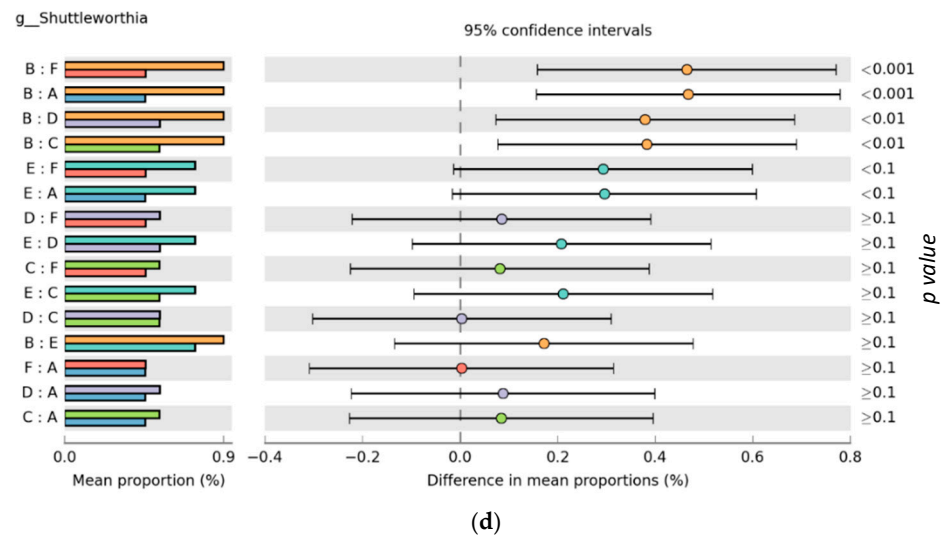 g__Shuttleworthia
95% confidence intervals
B : F <0.001
B : A <0.001
B : D <0.01
B : C <0.01
E : F <0.1
E : A <0.1
D : F ≥0.1
E : D ≥0.1
C : F ≥0.1
E : C ≥0.1
D : C ≥0.1
B : E ≥0.1
F : A ≥0.1
D : A ≥0.1
C : A ≥0.1
p value
0.0 0.9 −0.4 −0.2 0.0 0.2 0.4 0.6 0.8
Mean proportion (%) Difference in mean proportions (%)
(d)